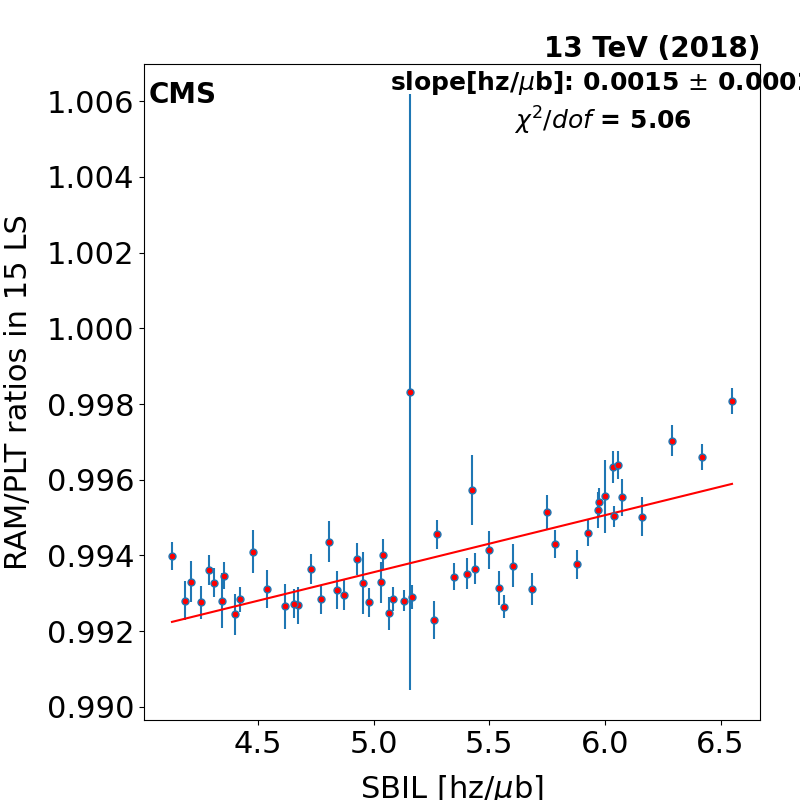 13 TeV (2018)
CMS
slope[hz/μb]: 0.0015 ± 0.000
χ²/dof = 5.06
RAM/PLT ratios in 15 LS
1.006
1.004
1.002
1.000
0.998
0.996
0.994
0.992
0.990
4.5 5.0 5.5 6.0 6.5
SBIL [hz/μb]